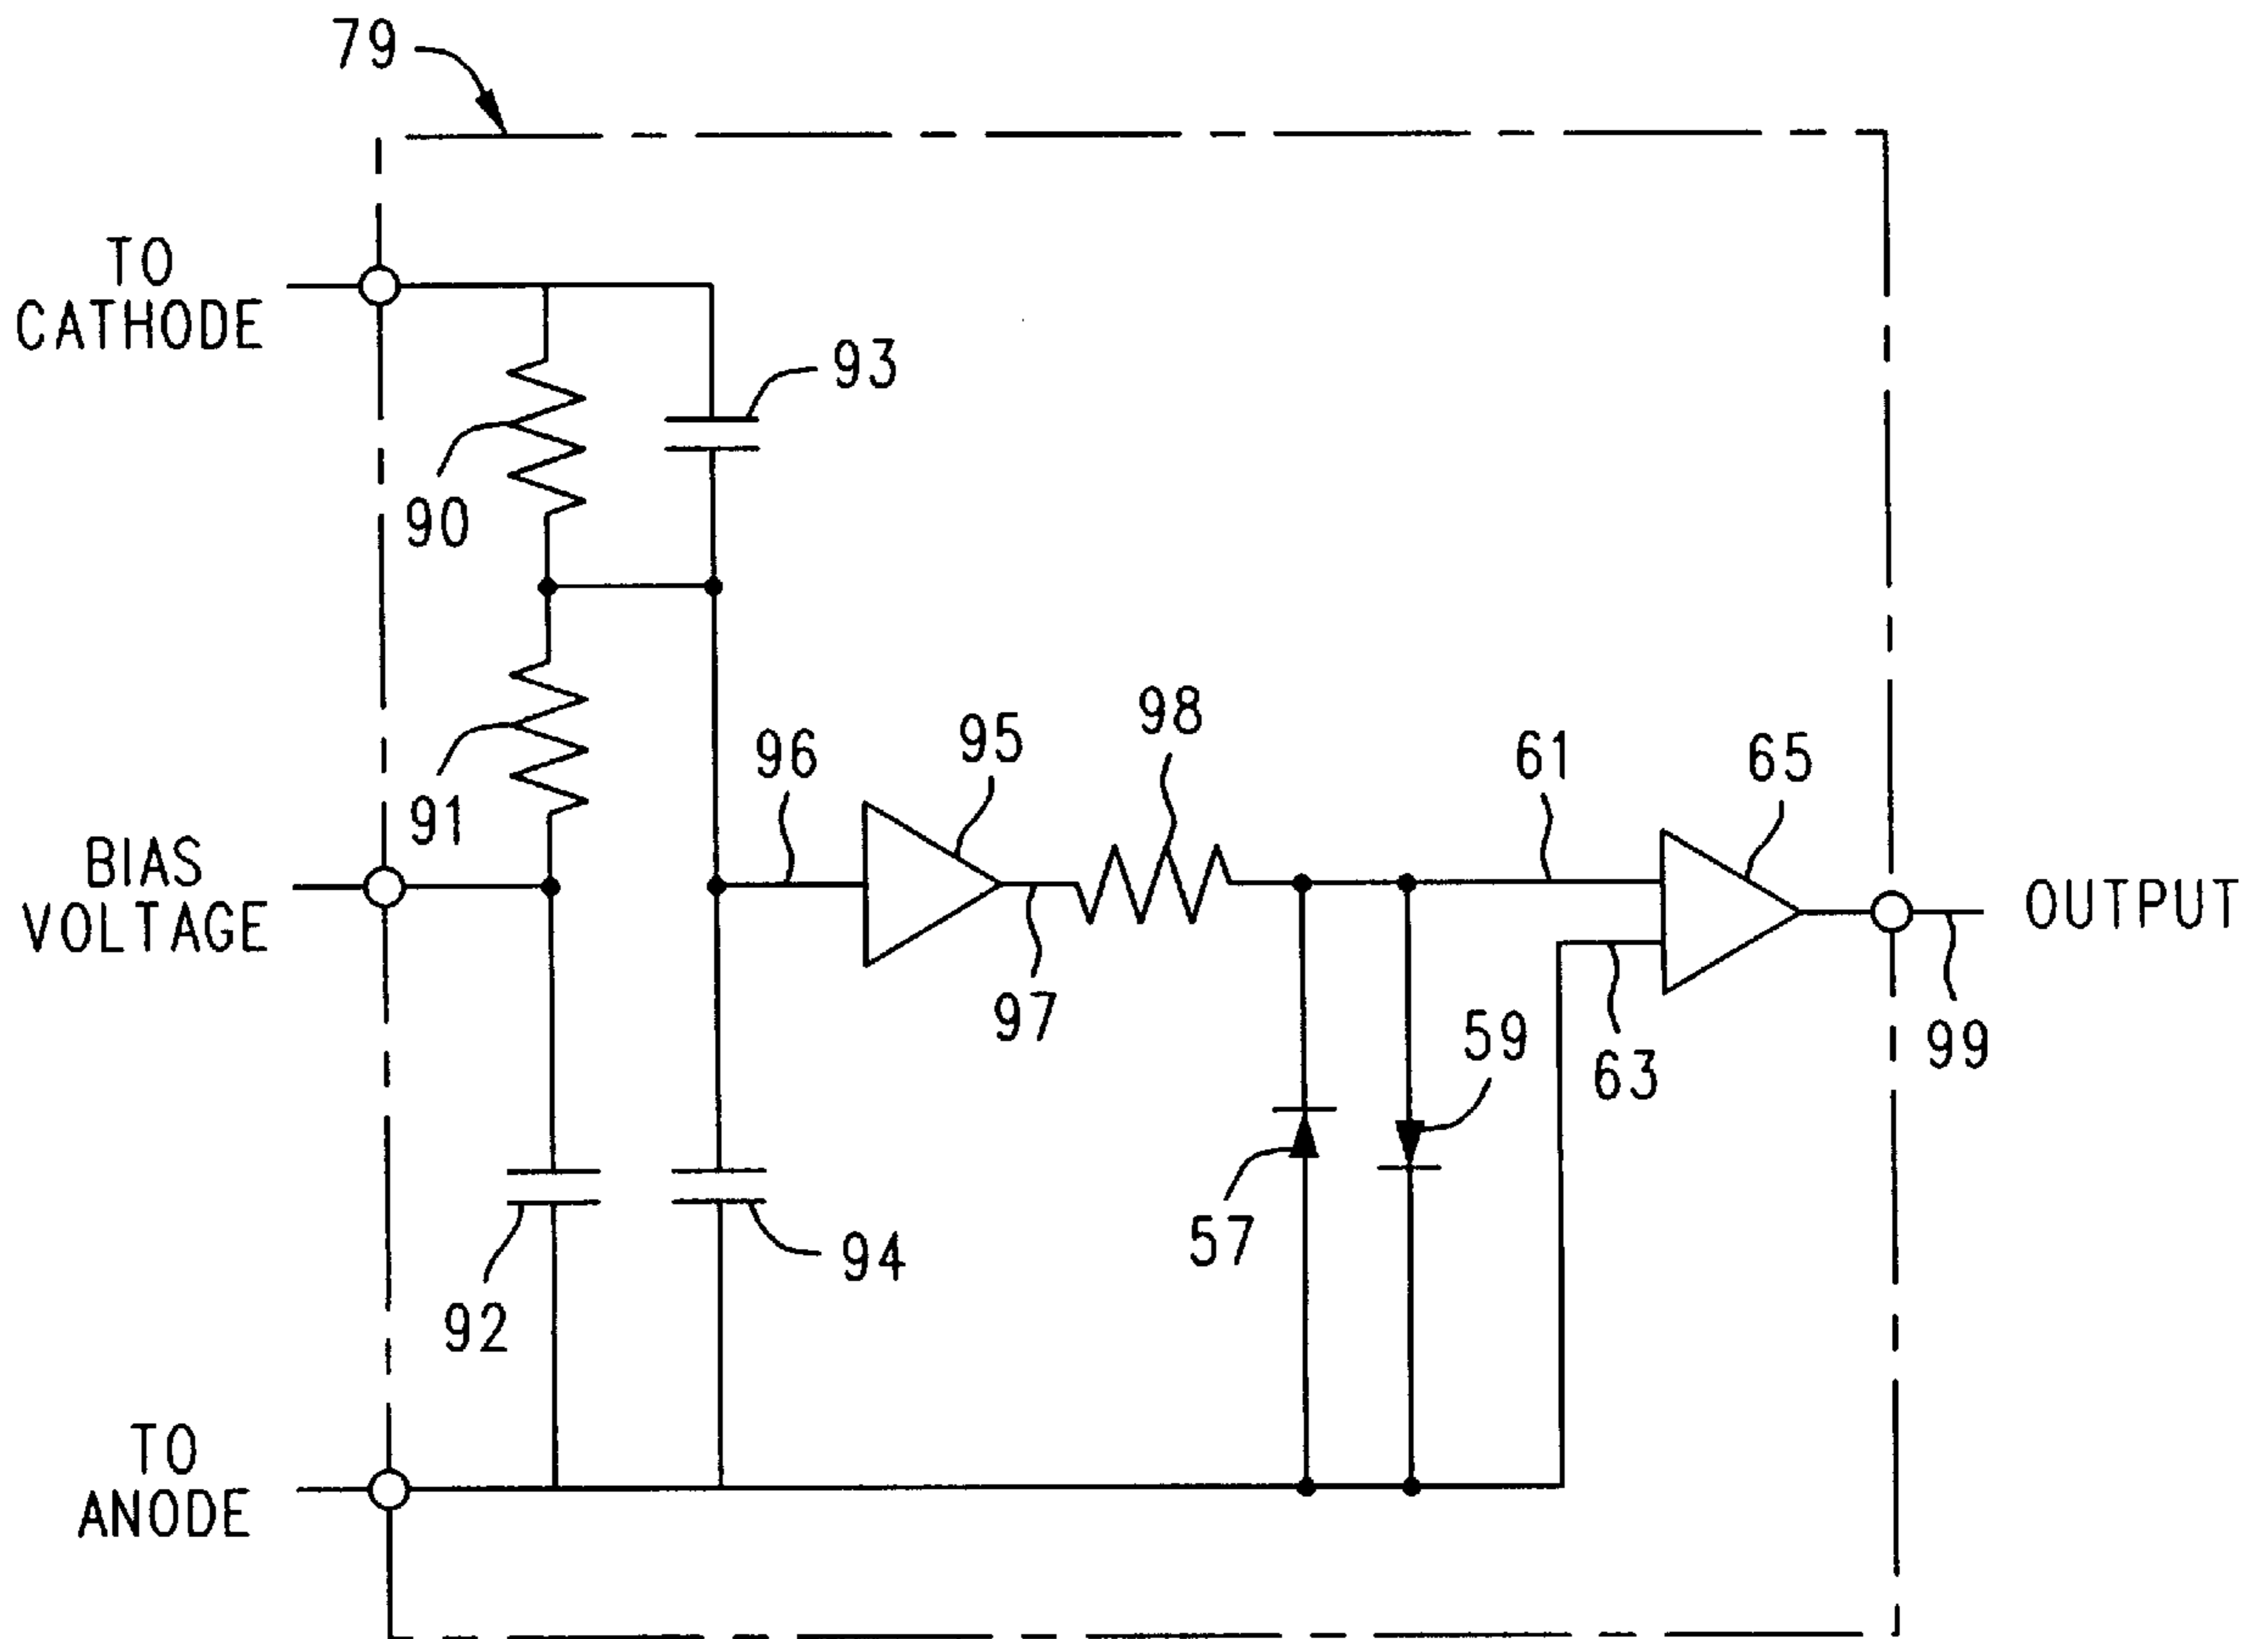 79
TO
CATHODE
93
90
91
96
95
98
61
65
BIAS
VOLTAGE
OUTPUT
97
59
63
99
57
94
92
TO
ANODE